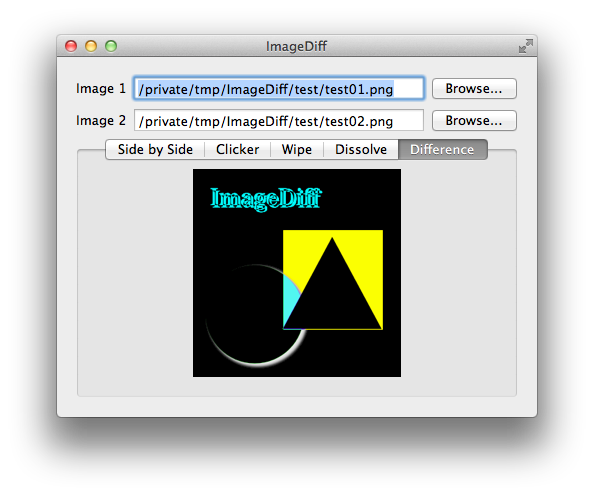 ImageDiff
Image 1 /private/tmp/ImageDiff/test/test01.png Browse...
Image 2 /private/tmp/ImageDiff/test/test02.png Browse...
Side by Side Clicker Wipe Dissolve Difference
ImageDiff